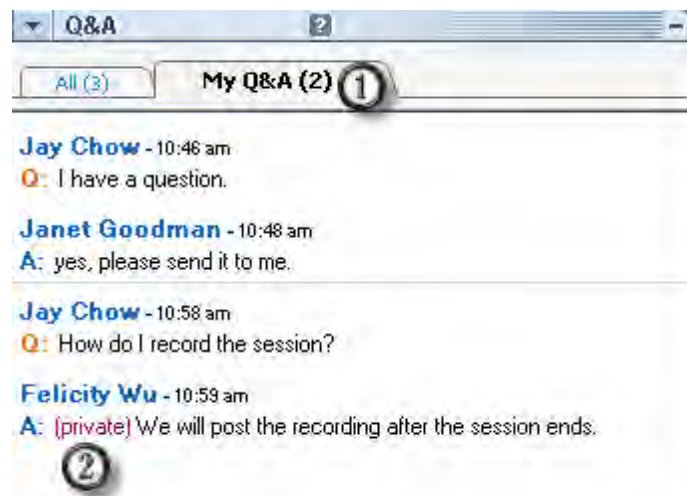 Q&A ?
All (3) My Q&A (2) 1
Jay Chow - 10:46 am
Q: I have a question.
Janet Goodman - 10:48 am
A: yes, please send it to me.
Jay Chow - 10:58 am
Q: How do I record the session?
Felicity Wu - 10:59 am
A: (private) We will post the recording after the session ends.
2